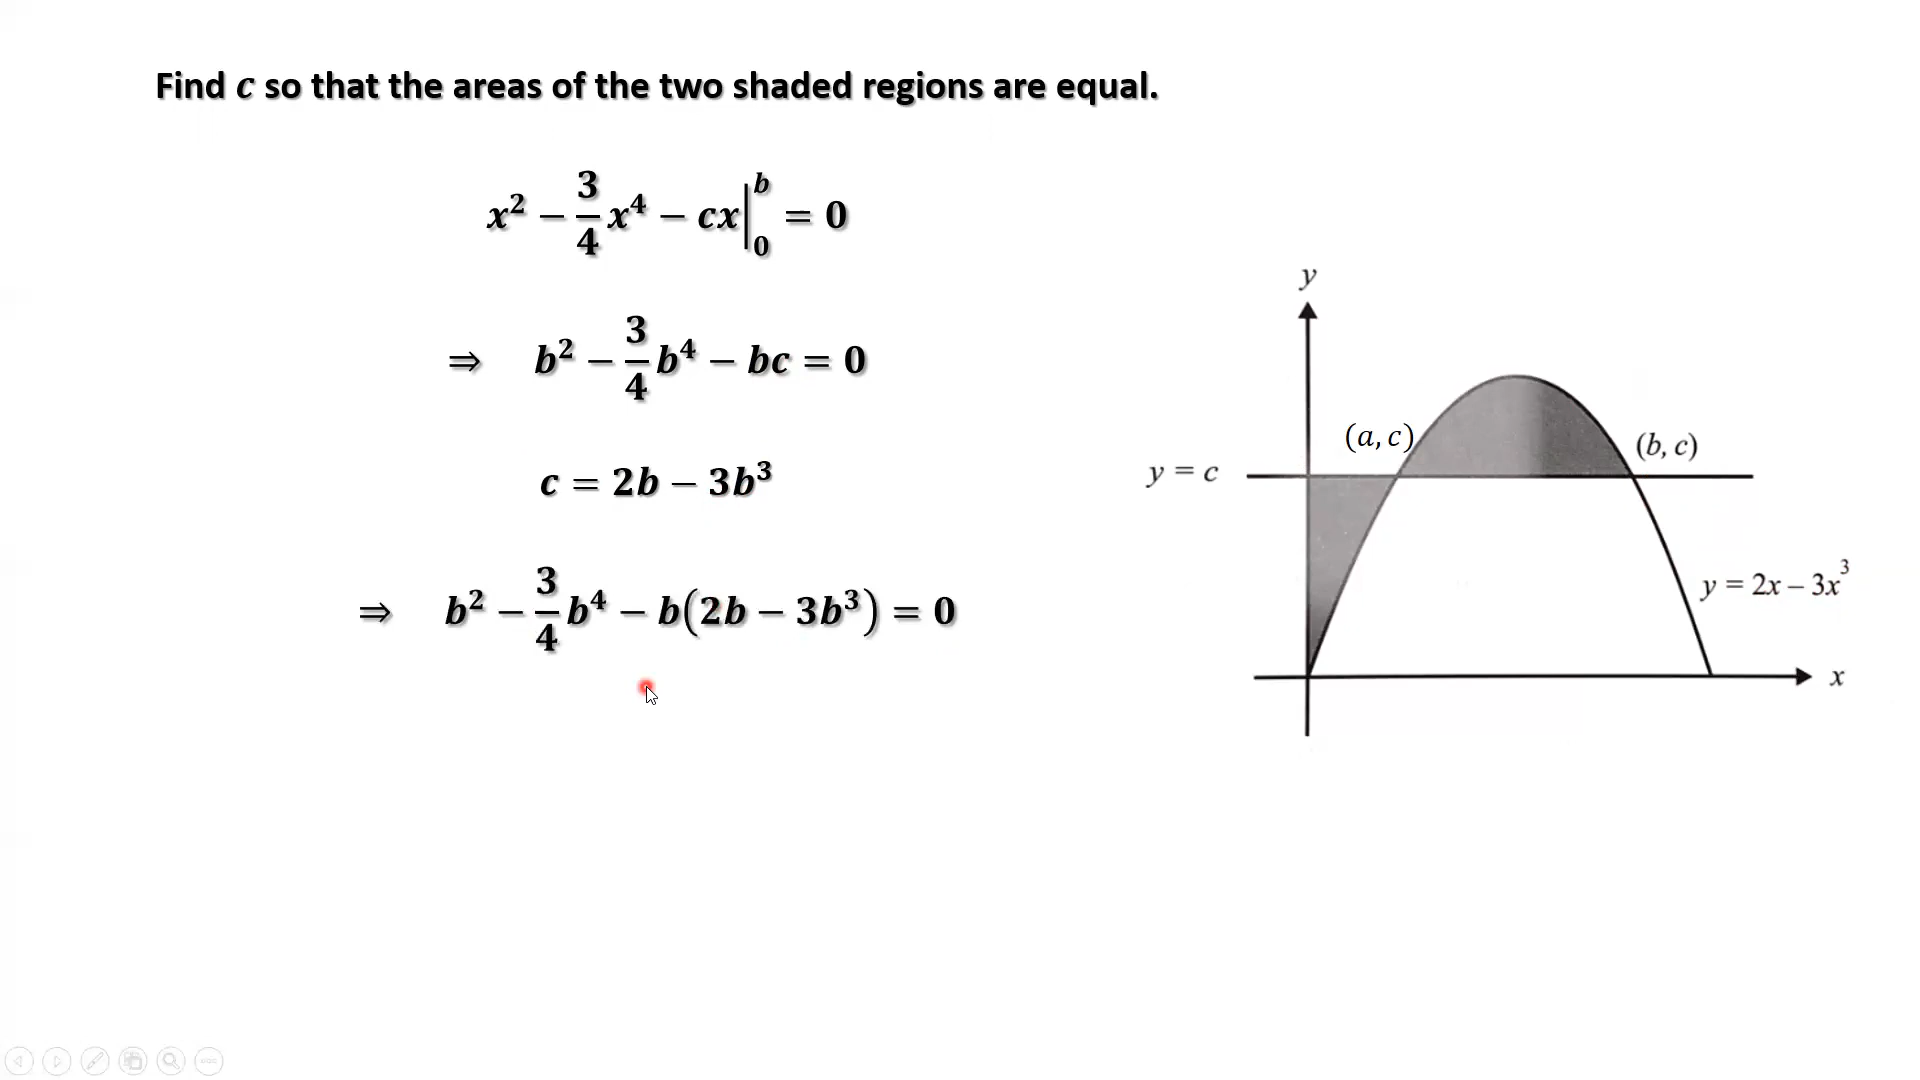 Find c so that the areas of the two shaded regions are equal.
x² − 3/4 x⁴ − cx |₀ᵇ = 0
⇒ b² − 3/4 b⁴ − bc = 0
c = 2b − 3b³
⇒ b² − 3/4 b⁴ − b(2b − 3b³) = 0
y
(a, c)
(b, c)
y = c
y = 2x – 3x³
x